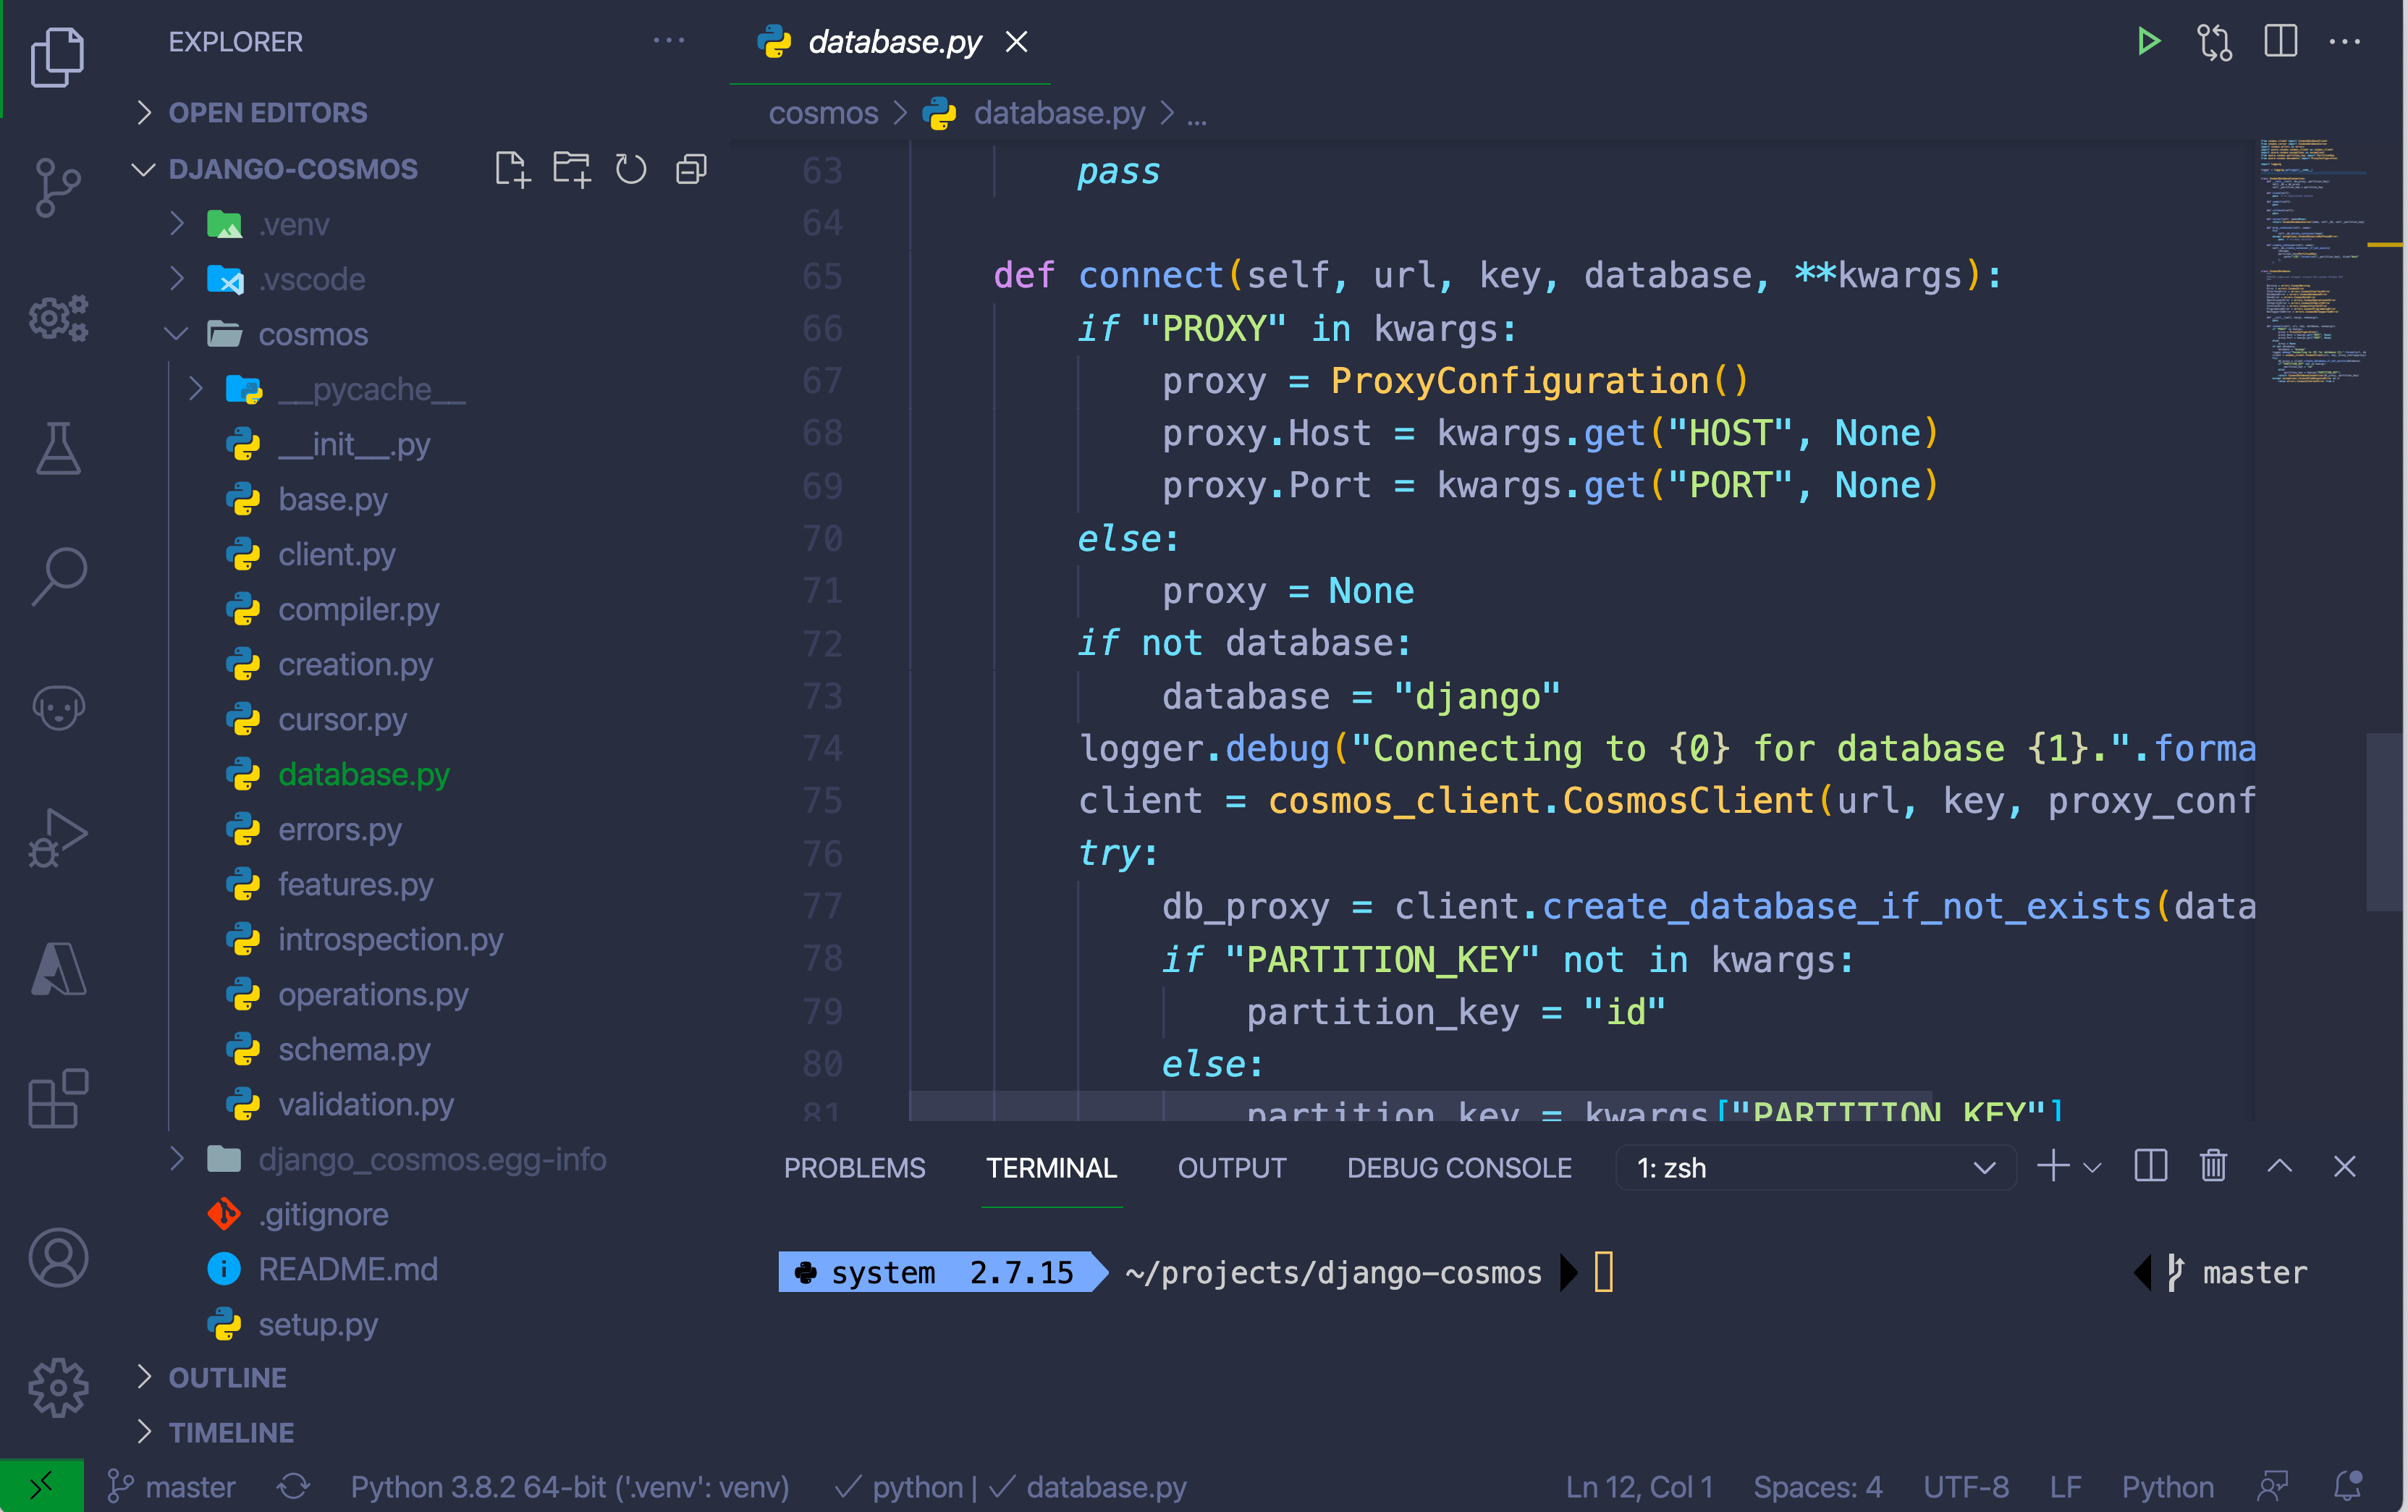 EXPLORER
OPEN EDITORS
DJANGO-COSMOS
.venv
.vscode
cosmos
__pycache__
__init__.py
base.py
client.py
compiler.py
creation.py
cursor.py
database.py
errors.py
features.py
introspection.py
operations.py
schema.py
validation.py
django_cosmos.egg-info
.gitignore
README.md
setup.py
OUTLINE
TIMELINE
database.py
cosmos > database.py > ...
63 pass
64
65 def connect(self, url, key, database, **kwargs):
66 if "PROXY" in kwargs:
67 proxy = ProxyConfiguration()
68 proxy.Host = kwargs.get("HOST", None)
69 proxy.Port = kwargs.get("PORT", None)
70 else:
71 proxy = None
72 if not database:
73 database = "django"
74 logger.debug("Connecting to {0} for database {1}.".forma
75 client = cosmos_client.CosmosClient(url, key, proxy_conf
76 try:
77 db_proxy = client.create_database_if_not_exists(data
78 if "PARTITION_KEY" not in kwargs:
79 partition_key = "id"
80 else:
81 partition_key = kwargs["PARTITION_KEY"]
PROBLEMS TERMINAL OUTPUT DEBUG CONSOLE 1: zsh
system 2.7.15 ~/projects/django-cosmos master
master Python 3.8.2 64-bit ('.venv': venv) python | database.py Ln 12, Col 1 Spaces: 4 UTF-8 LF Python